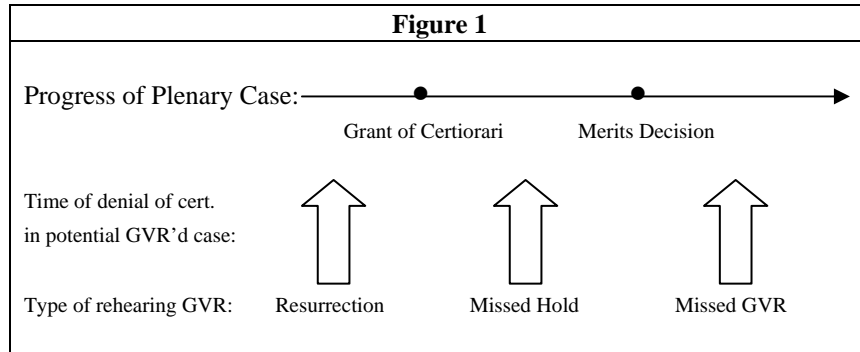 Figure 1
Progress of Plenary Case:
Grant of Certiorari Merits Decision
Time of denial of cert.
in potential GVR’d case:
Type of rehearing GVR: Resurrection Missed Hold Missed GVR